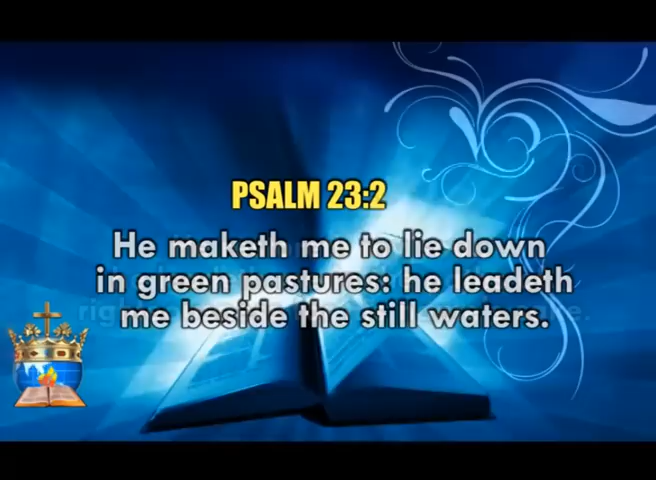 PSALM 23:2
He maketh me to lie down
in green pastures: he leadeth
me beside the still waters.